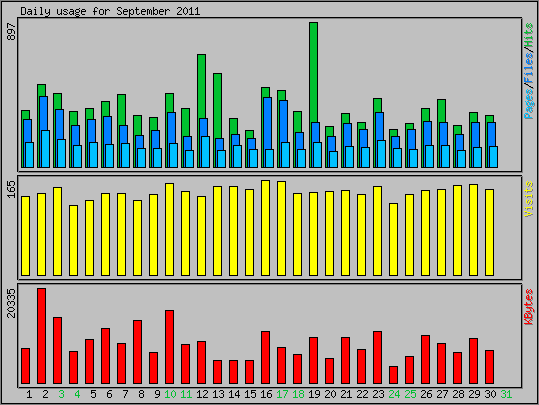 Daily usage for September 2011
897
Pages/Files/Hits
165
Visits
20335
KBytes
1 2 3 4 5 6 7 8 9 10 11 12 13 14 15 16 17 18 19 20 21 22 23 24 25 26 27 28 29 30 31